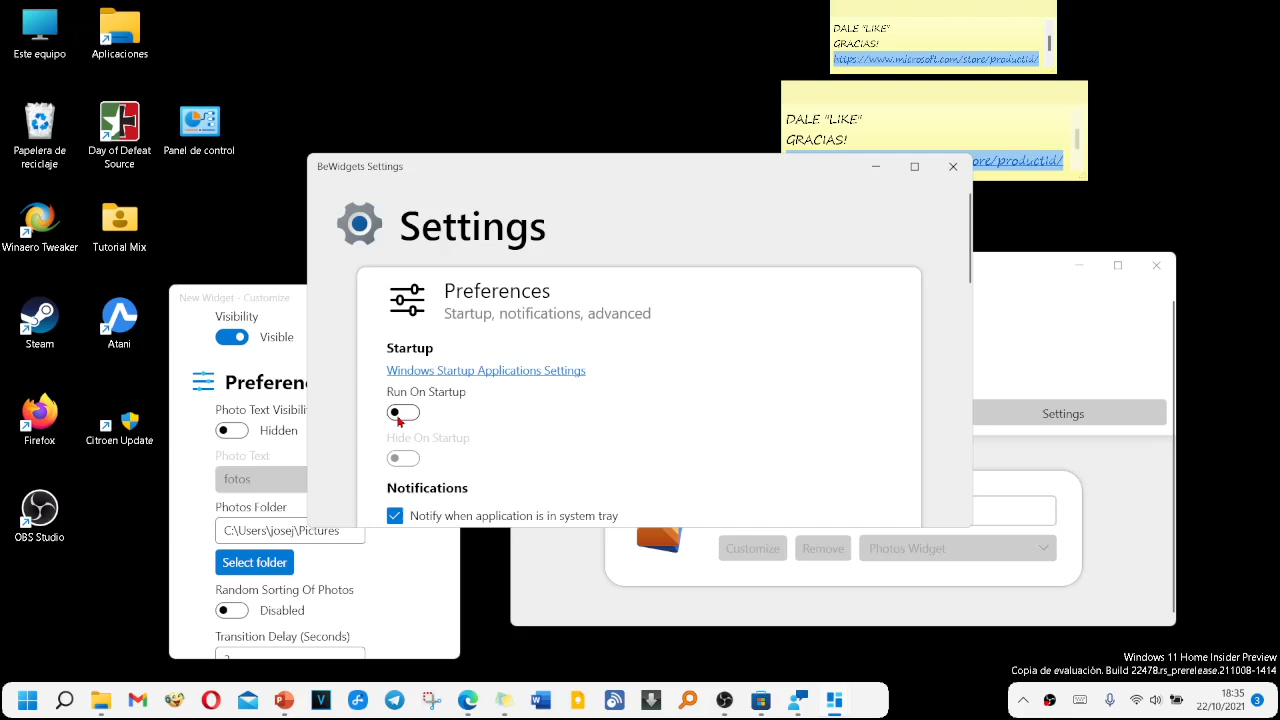 Este equipo
Aplicaciones
Papelera de reciclaje
Day of Defeat Source
Panel de control
Winaero Tweaker
Tutorial Mix
Steam
Atani
Firefox
Citroen Update
OBS Studio
DALE "LIKE"
GRACIAS!
https://www.microsoft.com/store/productId/
DALE "LIKE"
GRACIAS!
ore/productId/
BeWidgets Settings
Settings
Preferences
Startup, notifications, advanced
Startup
Windows Startup Applications Settings
Run On Startup
Hide On Startup
Notifications
Notify when application is in system tray
New Widget - Customize
Visibility
Visible
Preferen
Photo Text Visibili
Hidden
Photo Text
fotos
Photos Folder
C:\Users\josej\Pictures
Select folder
Random Sorting Of Photos
Disabled
Transition Delay (Seconds)
Settings
Customize
Remove
Photos Widget
Windows 11 Home Insider Preview
Copia de evaluación. Build 22478.rs_prerelease.211008-1414
18:35
22/10/2021
3